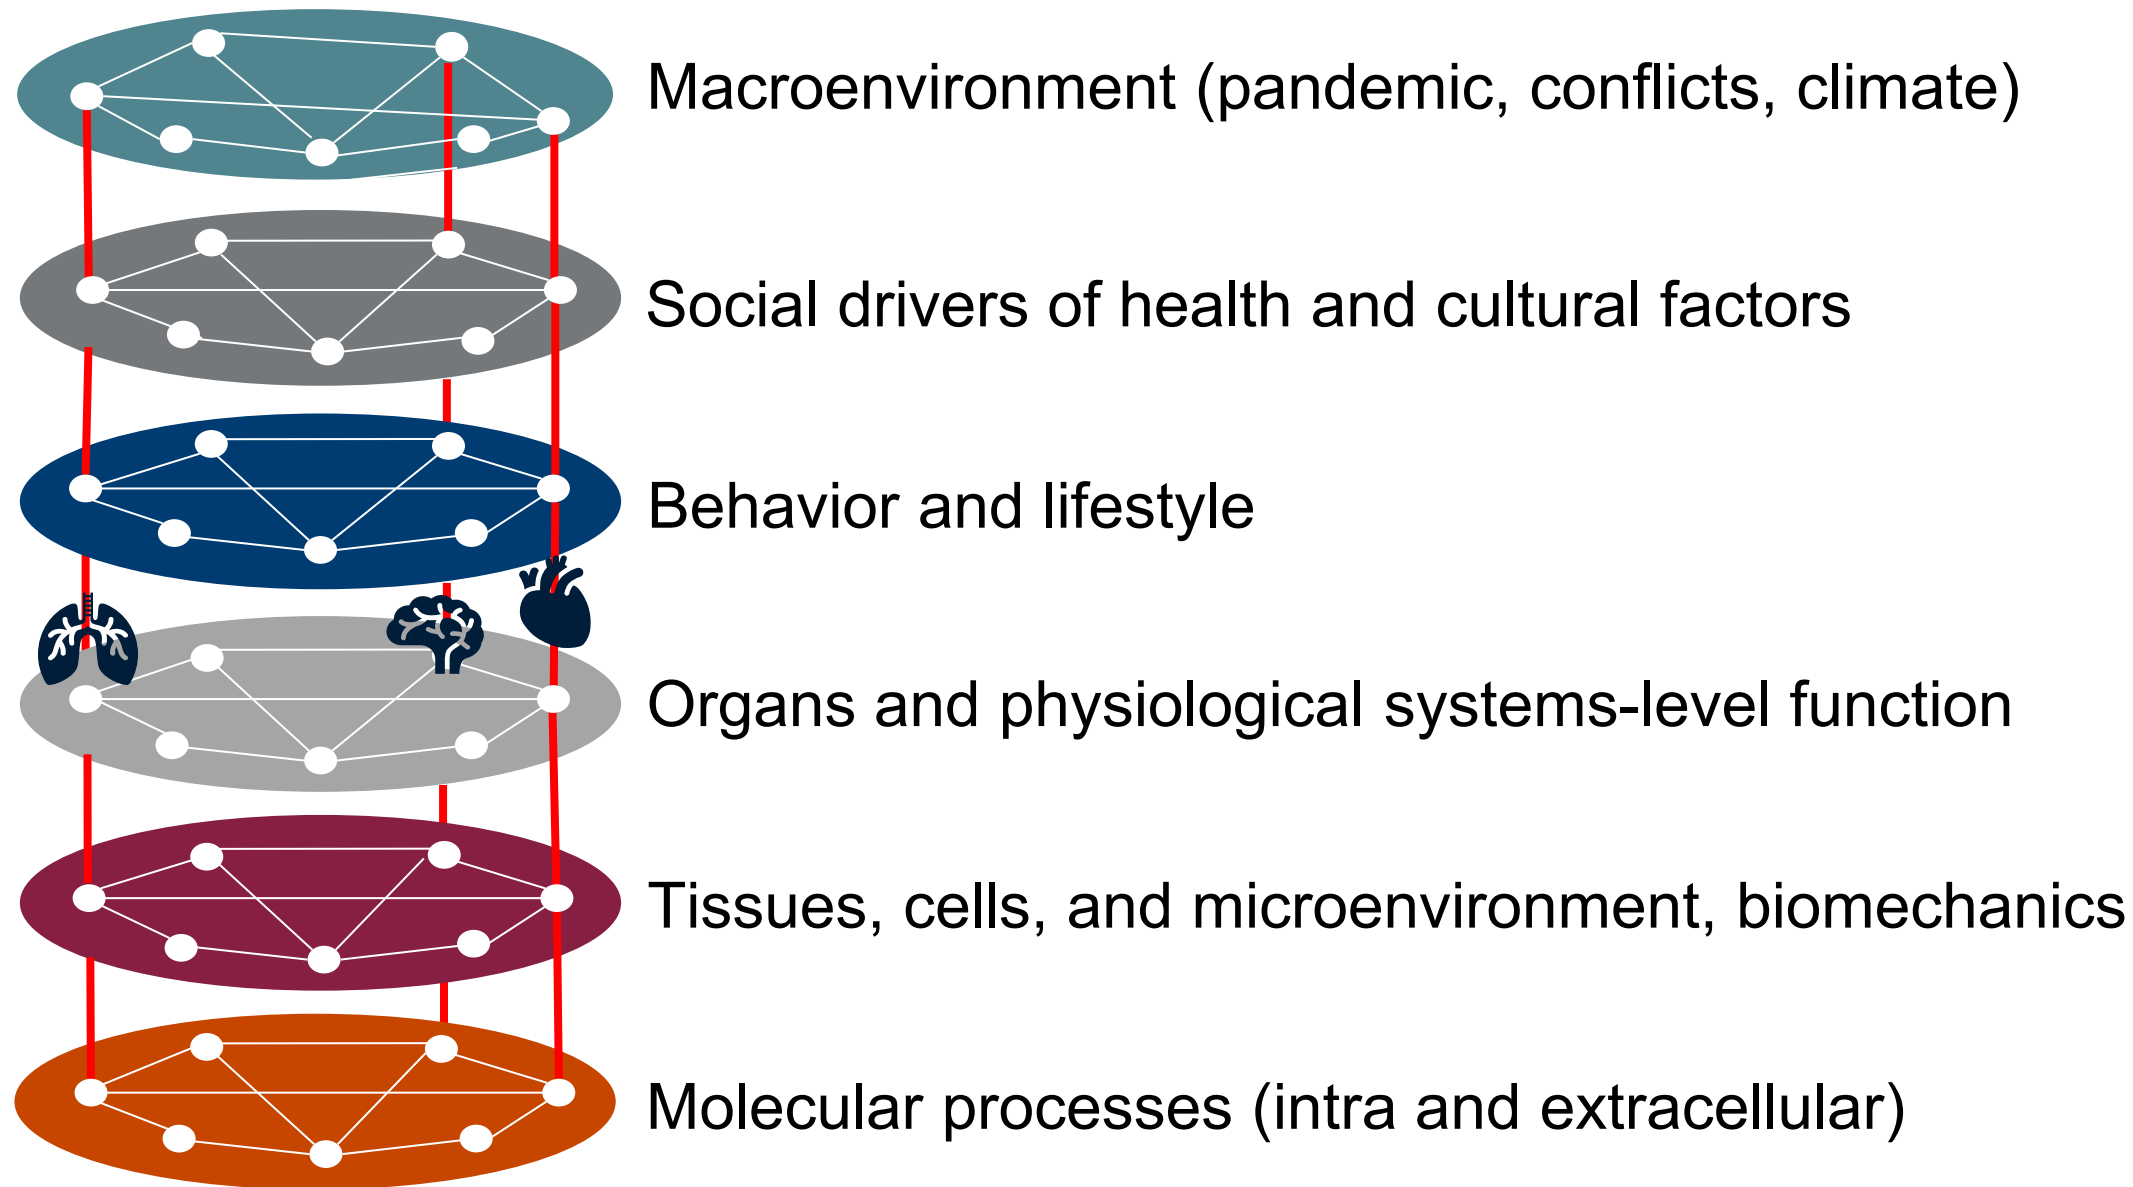 Macroenvironment (pandemic, conflicts, climate)
Social drivers of health and cultural factors
Behavior and lifestyle
Organs and physiological systems-level function
Tissues, cells, and microenvironment, biomechanics
Molecular processes (intra and extracellular)